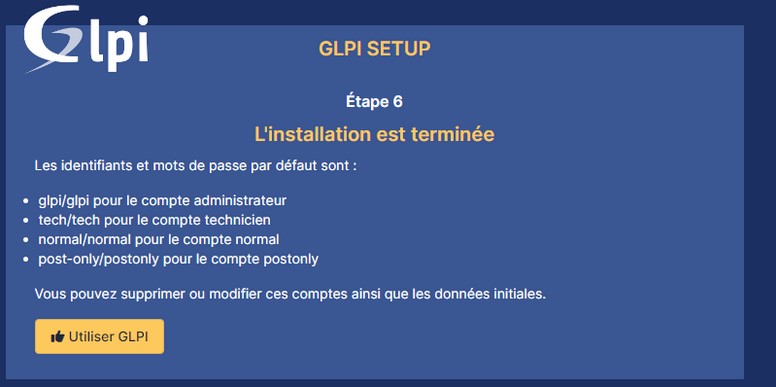 Glpi
GLPI SETUP
Étape 6
L'installation est terminée
Les identifiants et mots de passe par défaut sont :
glpi/glpi pour le compte administrateur
tech/tech pour le compte technicien
normal/normal pour le compte normal
post-only/postonly pour le compte postonly
Vous pouvez supprimer ou modifier ces comptes ainsi que les données initiales.
Utiliser GLPI